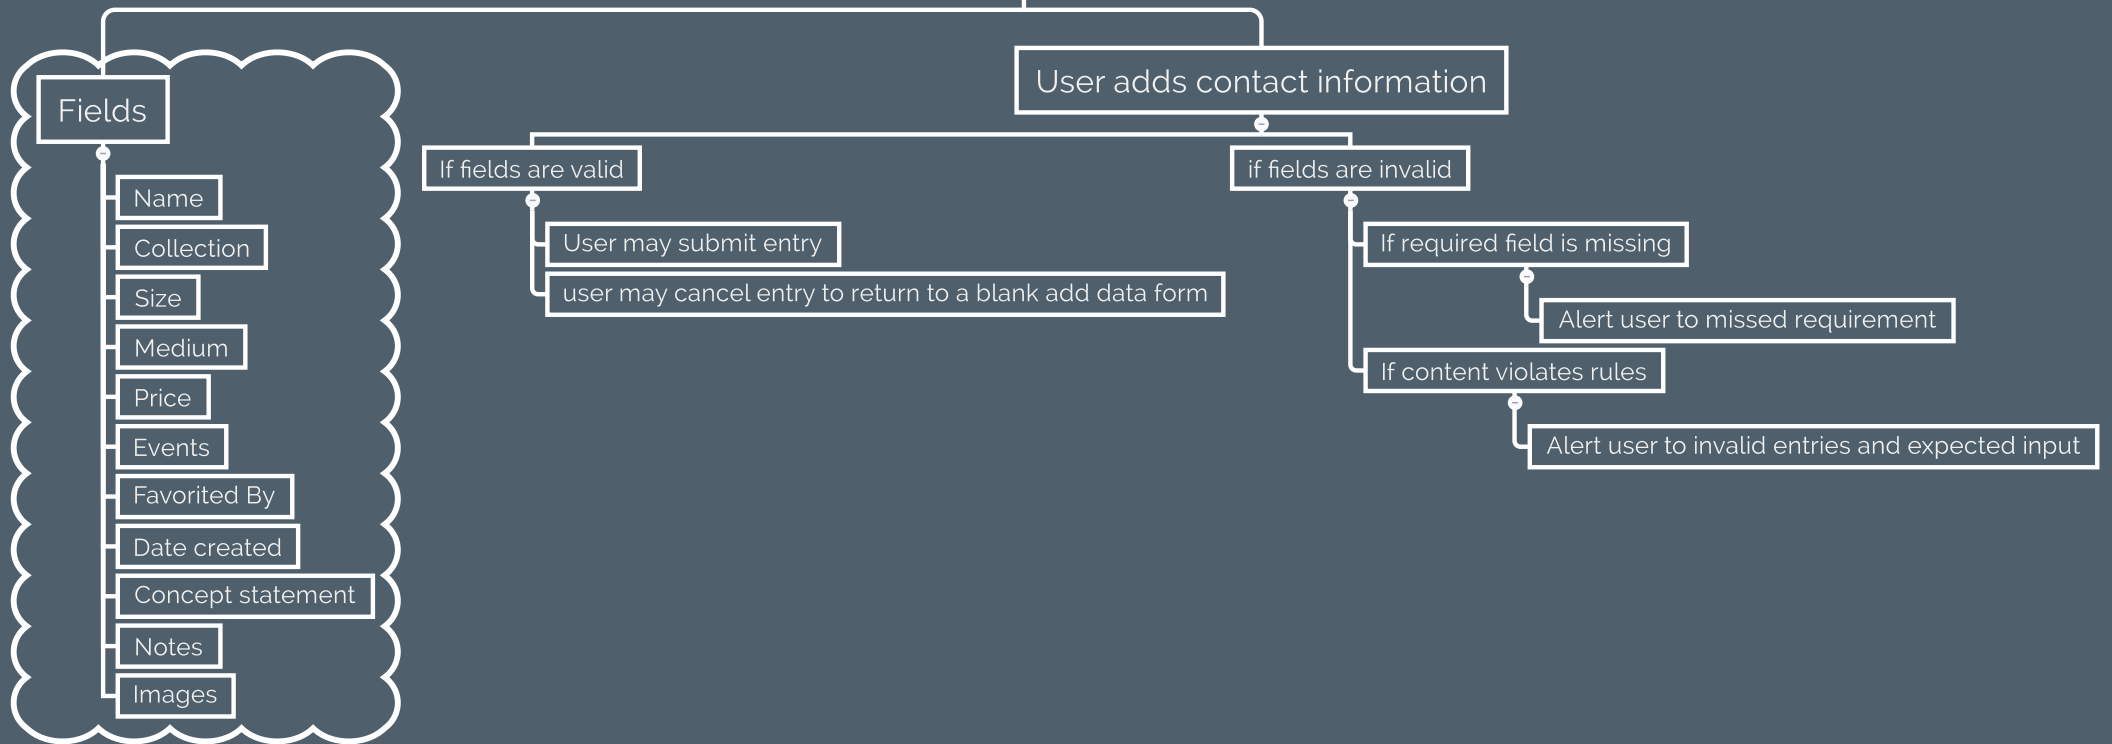 Fields
Name
Collection
Size
Medium
Price
Events
Favorited By
Date created
Concept statement
Notes
Images
User adds contact information
If fields are valid
User may submit entry
user may cancel entry to return to a blank add data form
if fields are invalid
If required field is missing
Alert user to missed requirement
If content violates rules
Alert user to invalid entries and expected input